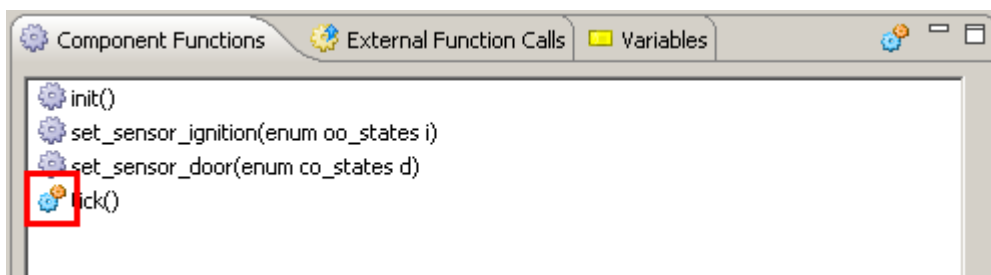 Component Functions External Function Calls Variables
init()
set_sensor_ignition(enum oo_states i)
set_sensor_door(enum co_states d)
tick()